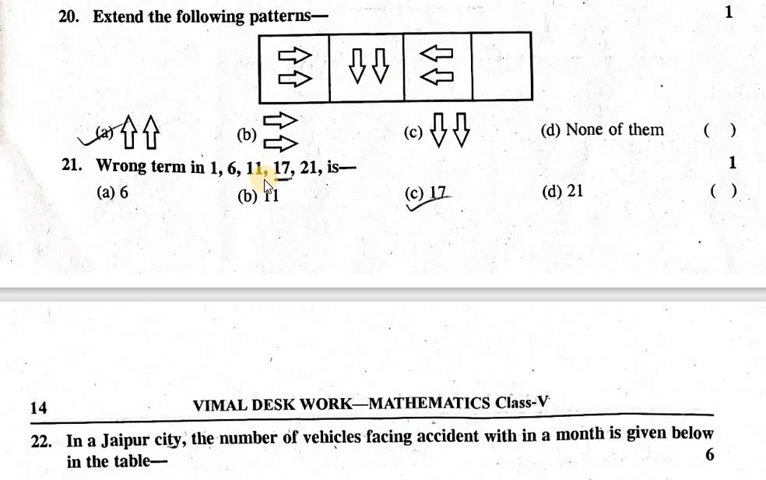 20. Extend the following patterns—
1
(a)
(b)
(c)
(d) None of them ( )
21. Wrong term in 1, 6, 11, 17, 21, is—
1
(a) 6
(b) 11
(c) 17
(d) 21 ( )
14
VIMAL DESK WORK—MATHEMATICS Class-V
22. In a Jaipur city, the number of vehicles facing accident with in a month is given below
in the table—
6